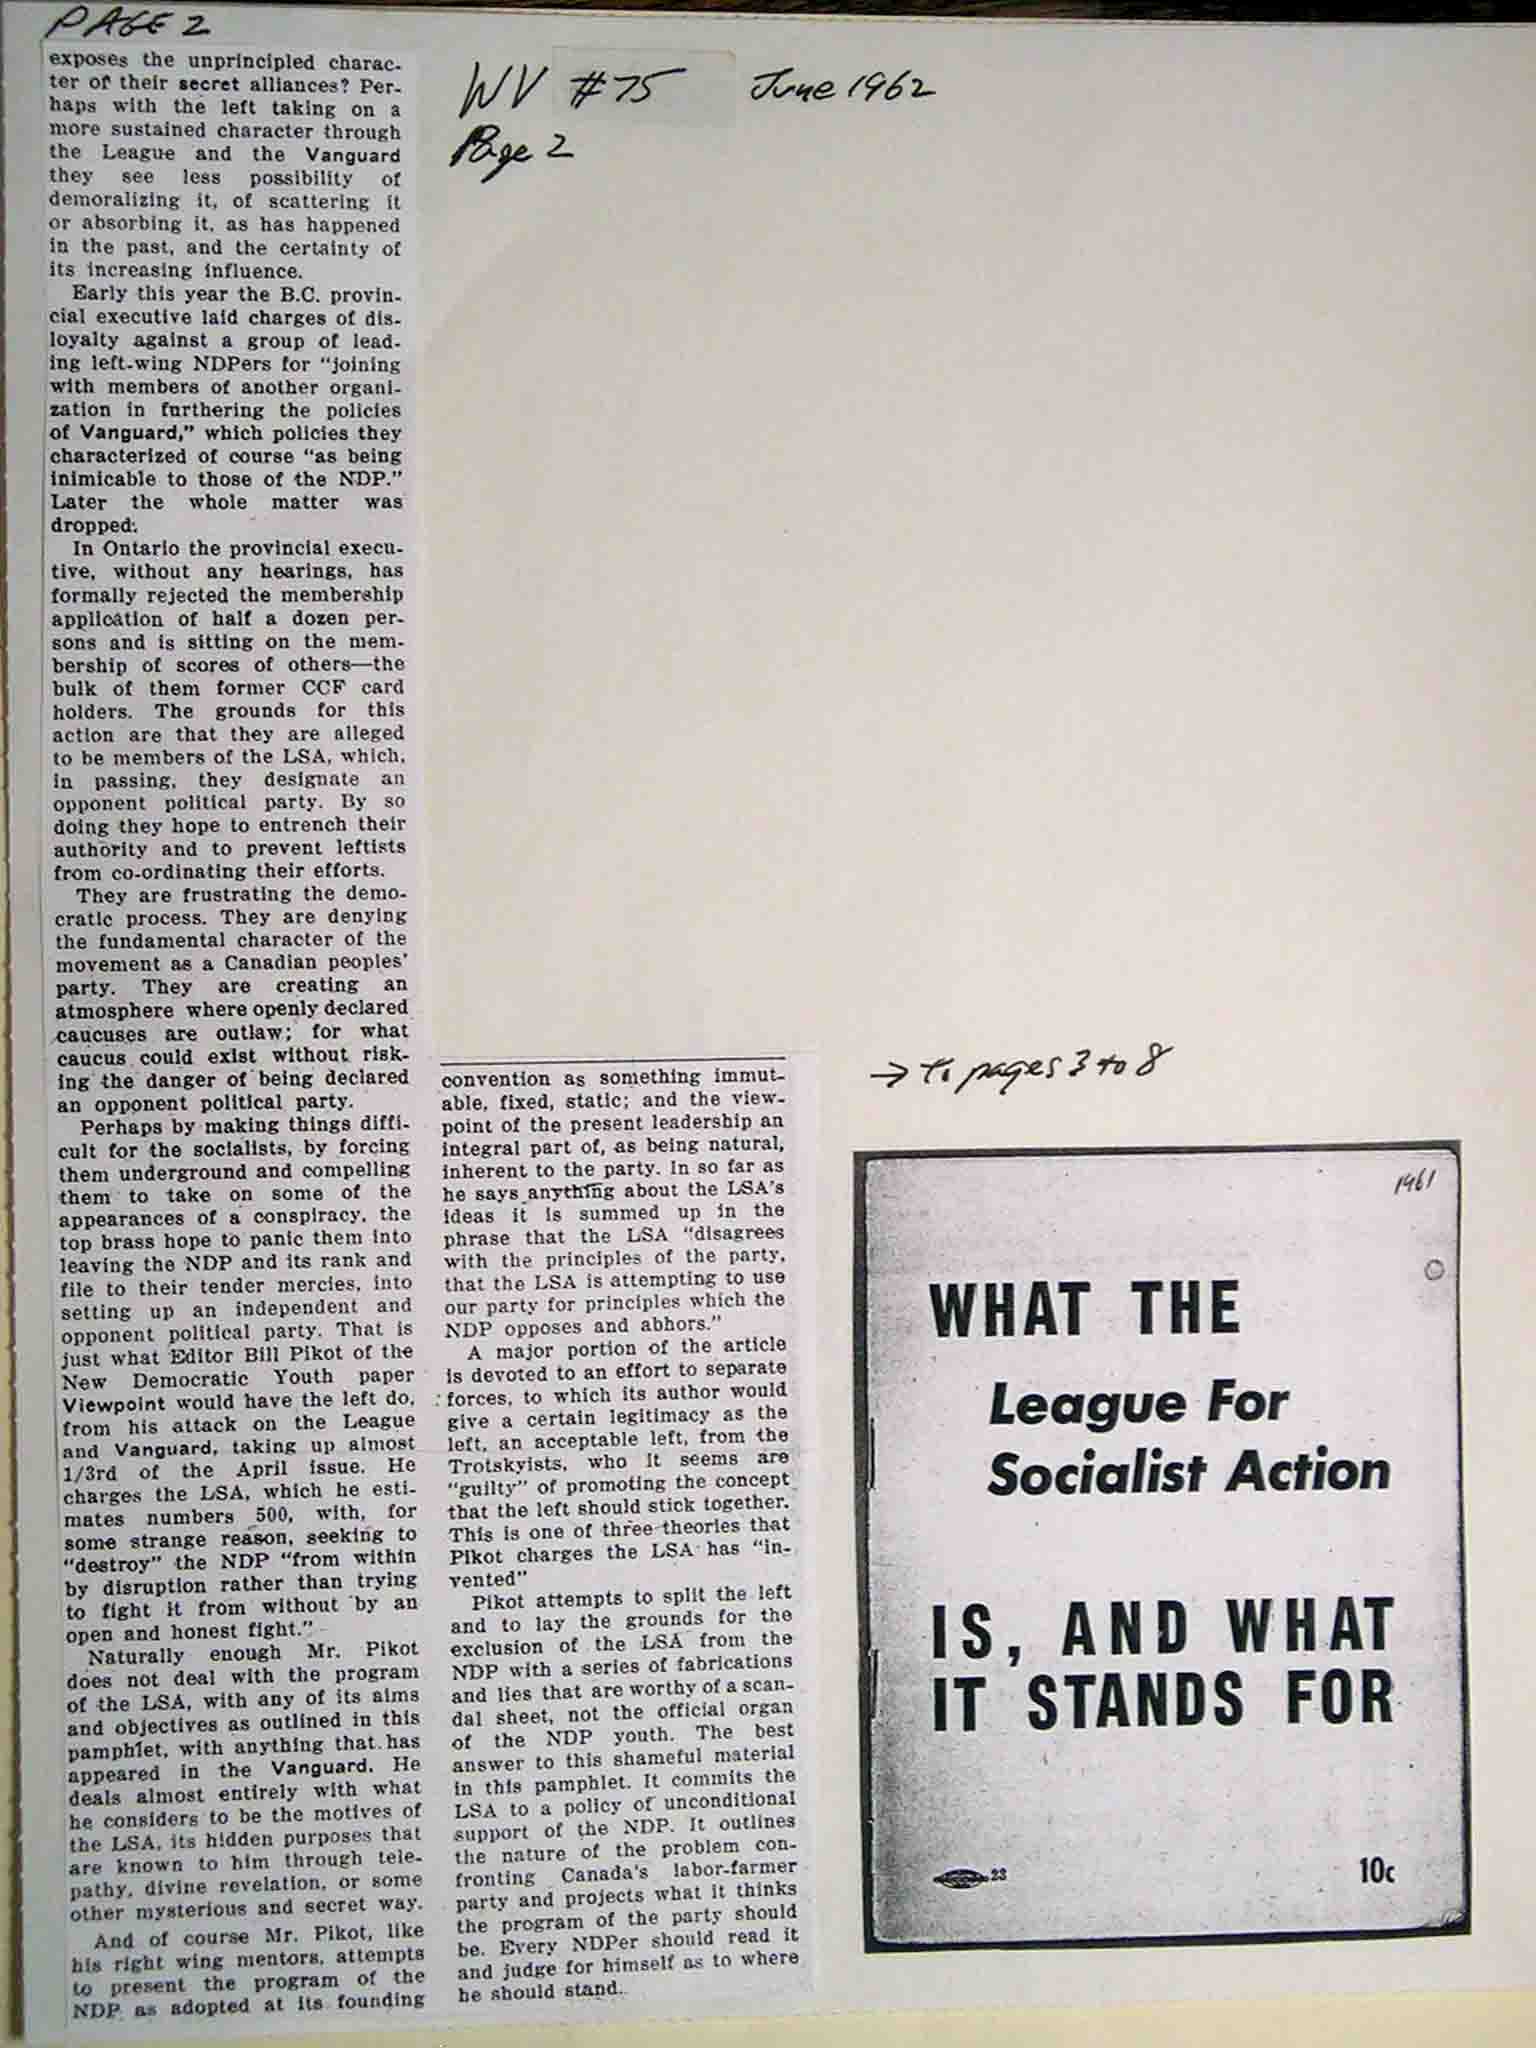 PAGE 2
exposes the unprincipled charac-
ter of their secret alliances? Per-
haps with the left taking on a
more sustained character through
the League and the Vanguard
they see less possibility of
demoralizing it, of scattering it
or absorbing it, as has happened
in the past, and the certainty of
its increasing influence.
Early this year the B.C. provin-
cial executive laid charges of dis-
loyalty against a group of lead-
ing left-wing NDPers for "joining
with members of another organi-
zation in furthering the policies
of Vanguard," which policies they
characterized of course "as being
inimicable to those of the NDP."
Later the whole matter was
dropped.
In Ontario the provincial execu-
tive, without any hearings, has
formally rejected the membership
application of half a dozen per-
sons and is sitting on the mem-
bership of scores of others—the
bulk of them former CCF card
holders. The grounds for this
action are that they are alleged
to be members of the LSA, which,
in passing, they designate an
opponent political party. By so
doing they hope to entrench their
authority and to prevent leftists
from co-ordinating their efforts.
They are frustrating the demo-
cratic process. They are denying
the fundamental character of the
movement as a Canadian peoples'
party. They are creating an
atmosphere where openly declared
caucuses are outlaw; for what
caucus could exist without risk-
ing the danger of being declared
an opponent political party.
Perhaps by making things diffi-
cult for the socialists, by forcing
them underground and compelling
them to take on some of the
appearances of a conspiracy, the
top brass hope to panic them into
leaving the NDP and its rank and
file to their tender mercies, into
setting up an independent and
opponent political party. That is
just what Editor Bill Pikot of the
New Democratic Youth paper
Viewpoint would have the left do,
from his attack on the League
and Vanguard, taking up almost
1/3rd of the April issue. He
charges the LSA, which he esti-
mates numbers 500, with, for
some strange reason, seeking to
"destroy" the NDP "from within
by disruption rather than trying
to fight it from without by an
open and honest fight."
Naturally enough Mr. Pikot
does not deal with the program
of the LSA, with any of its aims
and objectives as outlined in this
pamphlet, with anything that has
appeared in the Vanguard. He
deals almost entirely with what
he considers to be the motives of
the LSA, its hidden purposes that
are known to him through tele-
pathy, divine revelation, or some
other mysterious and secret way.
And of course Mr. Pikot, like
his right wing mentors, attempts
to present the program of the
NDP as adopted at its founding
WV #75 June 1962
Page 2
convention as something immut-
able, fixed, static; and the view-
point of the present leadership an
integral part of, as being natural,
inherent to the party. In so far as
he says anything about the LSA's
ideas it is summed up in the
phrase that the LSA "disagrees
with the principles of the party,
that the LSA is attempting to use
our party for principles which the
NDP opposes and abhors."
A major portion of the article
is devoted to an effort to separate
forces, to which its author would
give a certain legitimacy as the
left, an acceptable left, from the
Trotskyists, who it seems are
"guilty" of promoting the concept
that the left should stick together.
This is one of three theories that
Pikot charges the LSA has "in-
vented"
Pikot attempts to split the left
and to lay the grounds for the
exclusion of the LSA from the
NDP with a series of fabrications
and lies that are worthy of a scan-
dal sheet, not the official organ
of the NDP youth. The best
answer to this shameful material
in this pamphlet. It commits the
LSA to a policy of unconditional
support of the NDP. It outlines
the nature of the problem con-
fronting Canada's labor-farmer
party and projects what it thinks
the program of the party should
be. Every NDPer should read it
and judge for himself as to where
he should stand.
→ to pages 3 to 8
1961
WHAT THE
League For
Socialist Action
IS, AND WHAT
IT STANDS FOR
23
10c